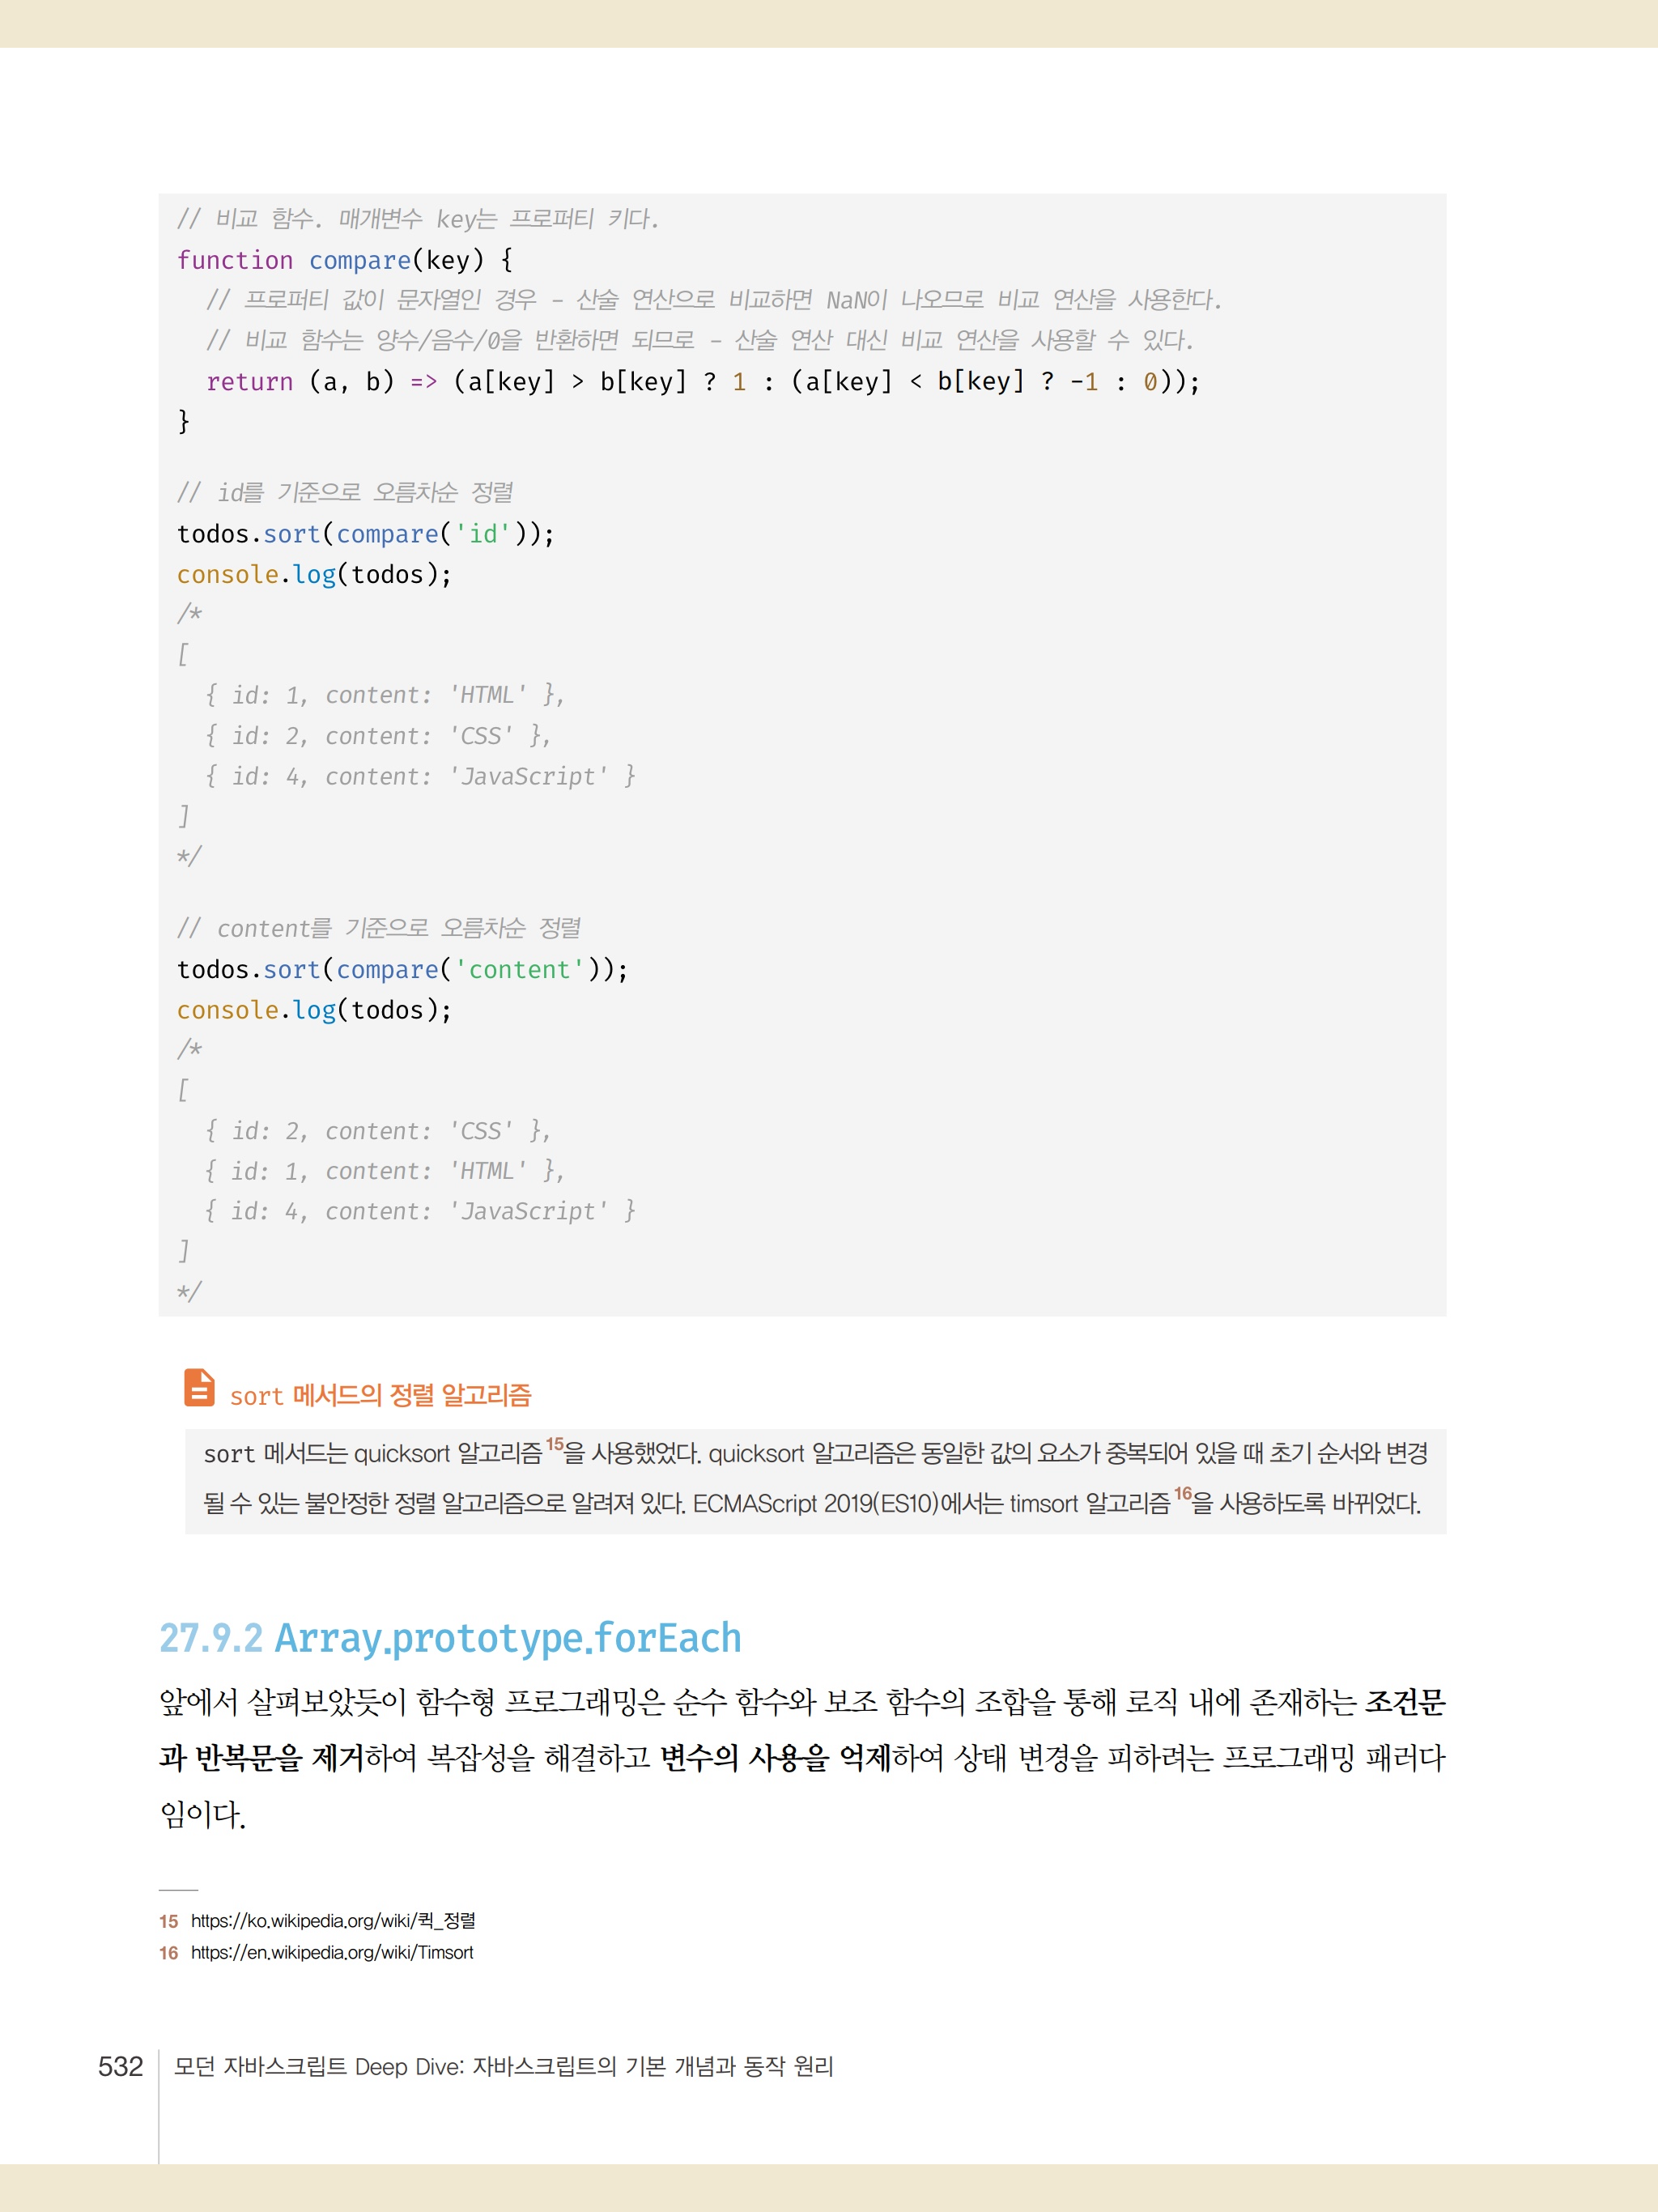 // 비교 함수. 매개변수 key는 프로퍼티 키다.
function compare(key) {
  // 프로퍼티 값이 문자열인 경우 - 산술 연산으로 비교하면 NaN이 나오므로 비교 연산을 사용한다.
  // 비교 함수는 양수/음수/0을 반환하면 되므로 - 산술 연산 대신 비교 연산을 사용할 수 있다.
  return (a, b) => (a[key] > b[key] ? 1 : (a[key] < b[key] ? -1 : 0));
}
// id를 기준으로 오름차순 정렬
todos.sort(compare('id'));
console.log(todos);
/*
[
  { id: 1, content: 'HTML' },
  { id: 2, content: 'CSS' },
  { id: 4, content: 'JavaScript' }
]
*/
// content를 기준으로 오름차순 정렬
todos.sort(compare('content'));
console.log(todos);
/*
[
  { id: 2, content: 'CSS' },
  { id: 1, content: 'HTML' },
  { id: 4, content: 'JavaScript' }
]
*/
sort 메서드의 정렬 알고리즘
sort 메서드는 quicksort 알고리즘15을 사용했었다. quicksort 알고리즘은 동일한 값의 요소가 중복되어 있을 때 초기 순서와 변경
될 수 있는 불안정한 정렬 알고리즘으로 알려져 있다. ECMAScript 2019(ES10)에서는 timsort 알고리즘16을 사용하도록 바뀌었다.
27.9.2 Array.prototype.forEach
앞에서 살펴보았듯이 함수형 프로그래밍은 순수 함수와 보조 함수의 조합을 통해 로직 내에 존재하는 조건문
과 반복문을 제거하여 복잡성을 해결하고 변수의 사용을 억제하여 상태 변경을 피하려는 프로그래밍 패러다
임이다.
15 https://ko.wikipedia.org/wiki/퀵_정렬
16 https://en.wikipedia.org/wiki/Timsort
532 모던 자바스크립트 Deep Dive: 자바스크립트의 기본 개념과 동작 원리